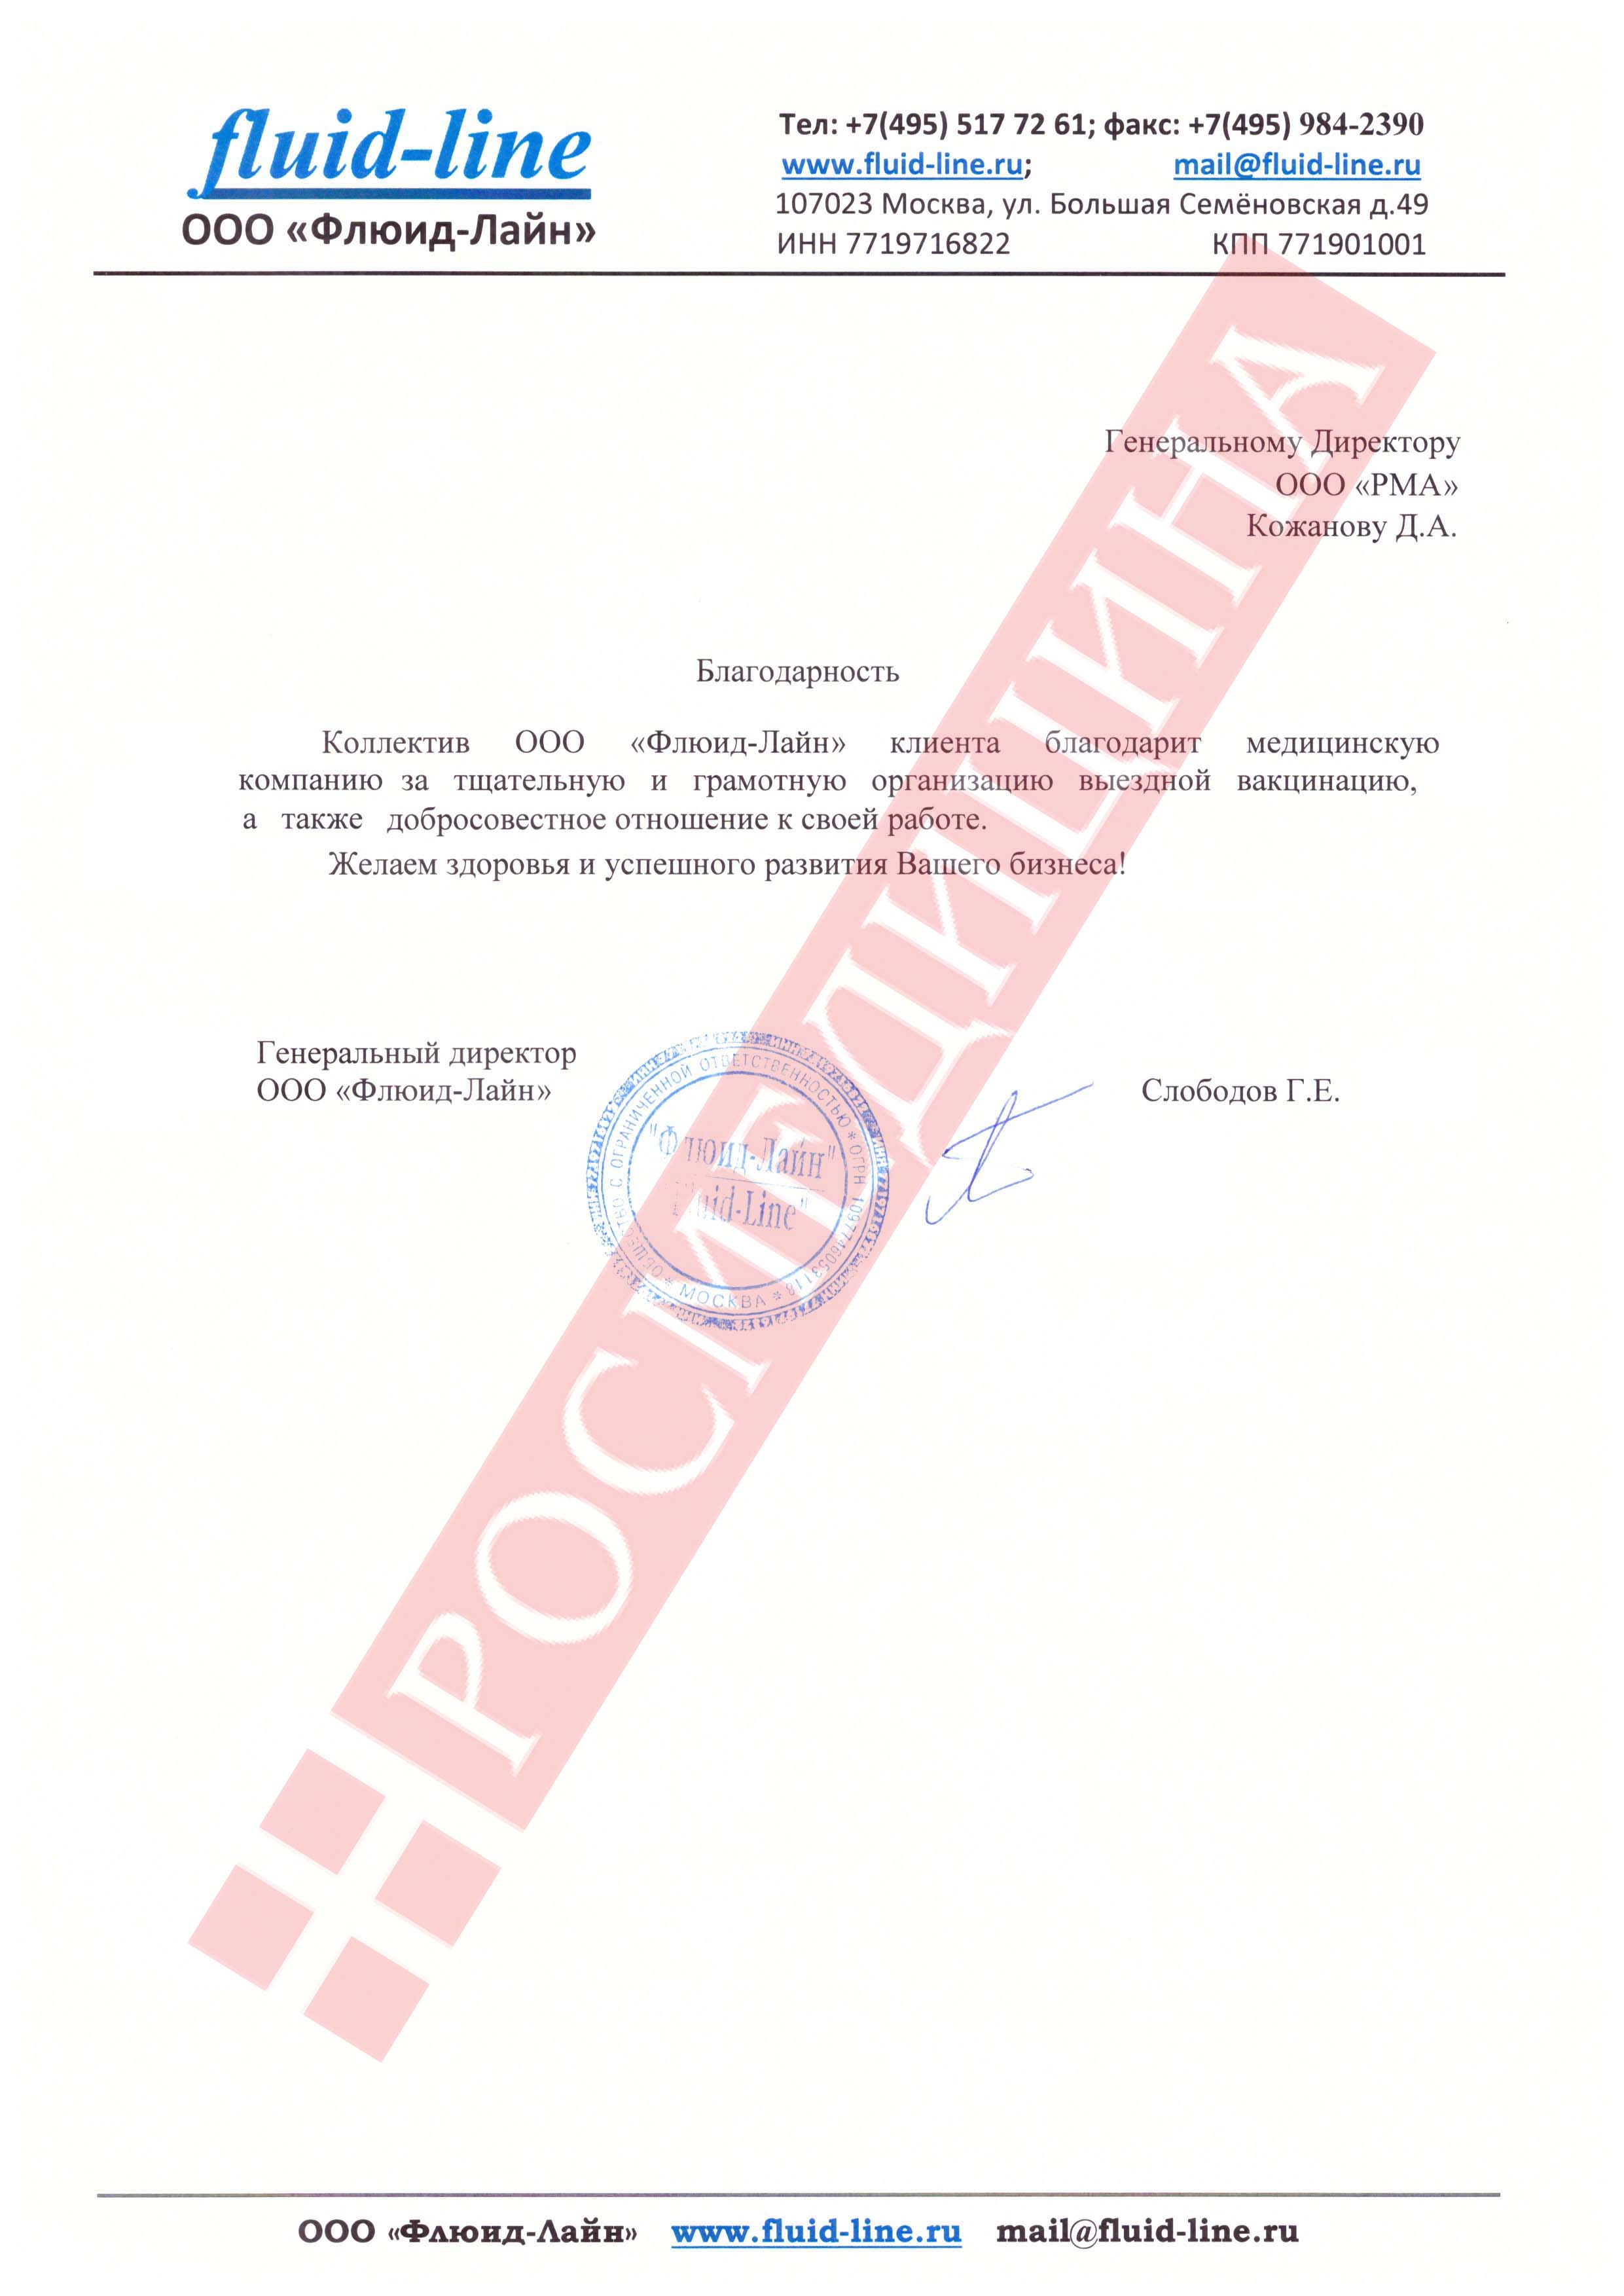 fluid-line
ООО «Флюид-Лайн»
Тел: +7(495) 517 72 61; факс: +7(495) 984-2390
www.fluid-line.ru; mail@fluid-line.ru
107023 Москва, ул. Большая Семёновская д.49
ИНН 7719716822 КПП 771901001
Генеральному Директору
ООО «РМА»
Кожанову Д.А.
Благодарность
Коллектив ООО «Флюид-Лайн» клиента благодарит медицинскую
компанию за тщательную и грамотную организацию выездной вакцинацию,
а также добросовестное отношение к своей работе.
Желаем здоровья и успешного развития Вашего бизнеса!
Генеральный директор
ООО «Флюид-Лайн»
Слободов Г.Е.
ОБЩЕСТВО С ОГРАНИЧЕННОЙ ОТВЕТСТВЕННОСТЬЮ * ОГРН 1097746053118 * МОСКВА *
"Флюид-Лайн"
"Fluid-Line"
РОСМЕДИЦИНА
ООО «Флюид-Лайн» www.fluid-line.ru mail@fluid-line.ru